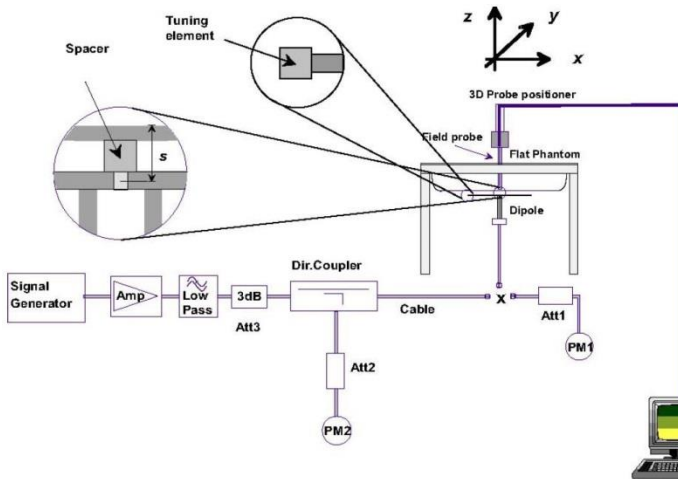 Tuning
element
Spacer
s
z
y
x
3D Probe positioner
Field probe
Flat Phantom
Dipole
Signal
Generator
Amp
Low
Pass
3dB
Att3
Dir.Coupler
Cable
x
Att1
PM1
Att2
PM2